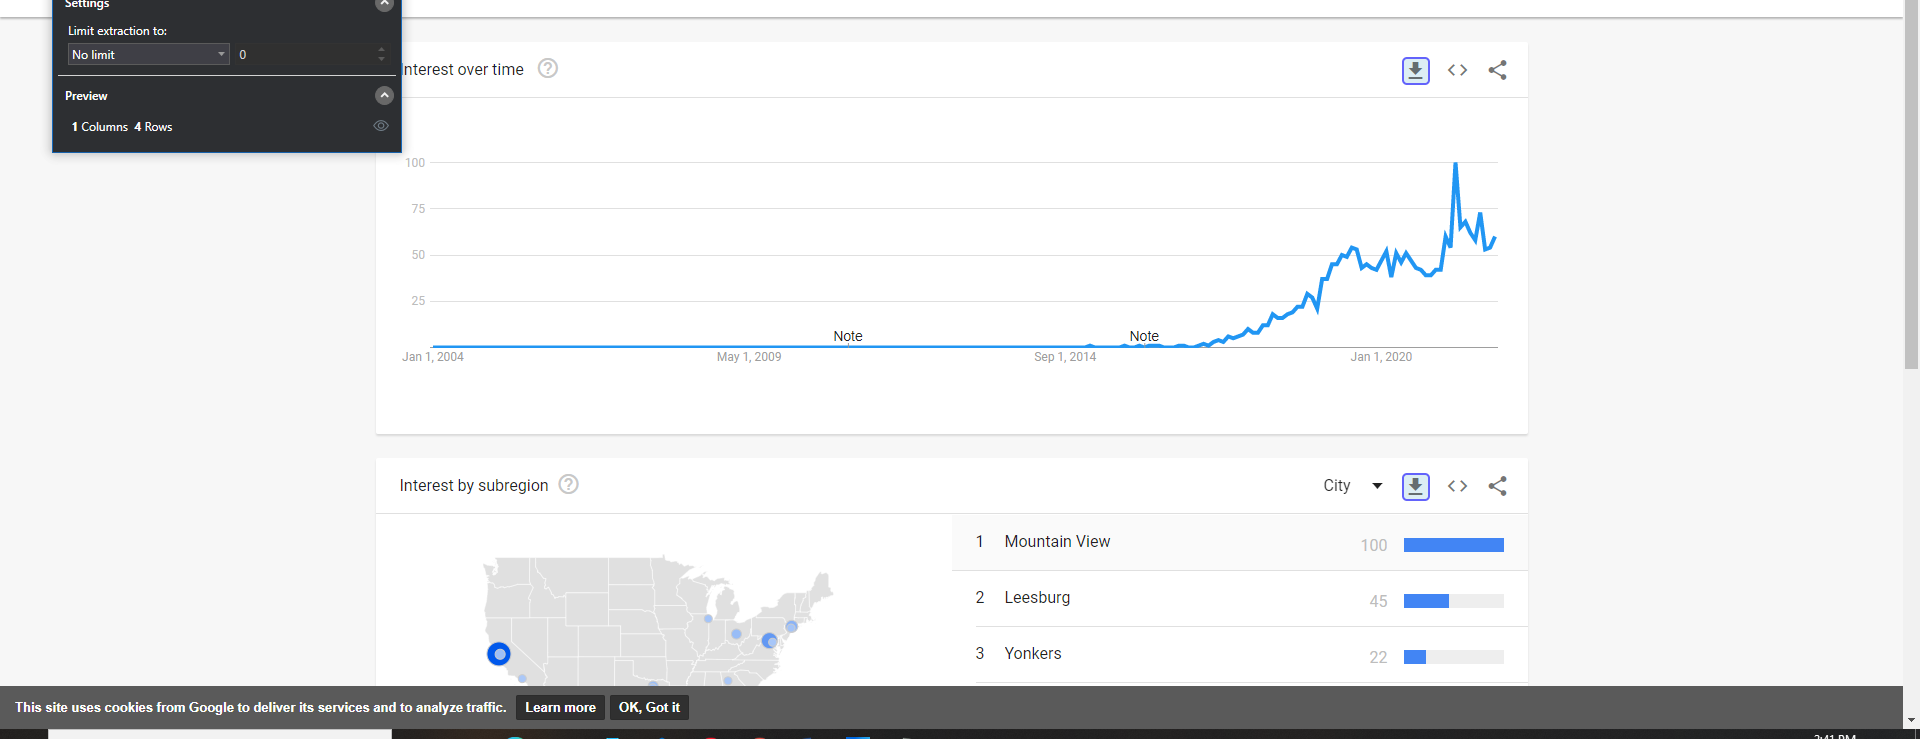 Settings
Limit extraction to:
No limit 0
Preview
1 Columns 4 Rows
Interest over time
100
75
50
25
Note Note
Jan 1, 2004 May 1, 2009 Sep 1, 2014 Jan 1, 2020
Interest by subregion City
1 Mountain View 100
2 Leesburg 45
3 Yonkers 22
This site uses cookies from Google to deliver its services and to analyze traffic. Learn more OK, Got it